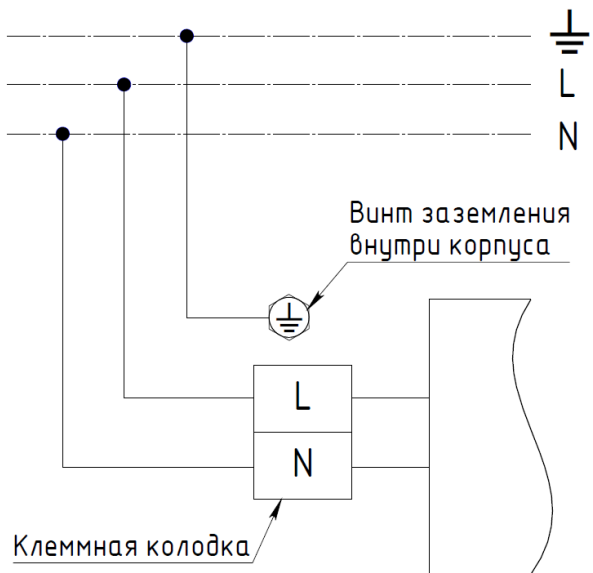 L
N
Винт заземления
внутри корпуса
L
N
Клеммная колодка